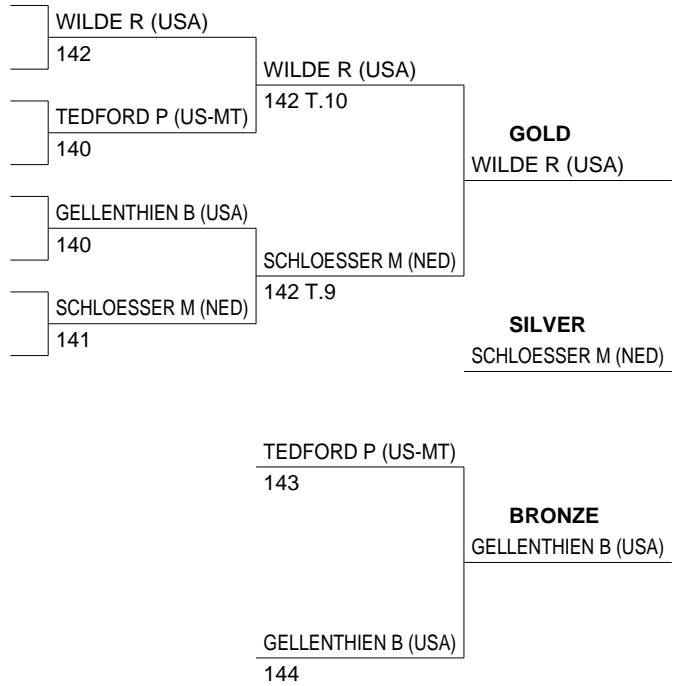 WILDE R (USA)
142
WILDE R (USA)
142 T.10
TEDFORD P (US-MT)
140
GOLD
WILDE R (USA)
GELLENTHIEN B (USA)
140
SCHLOESSER M (NED)
142 T.9
SCHLOESSER M (NED)
141
SILVER
SCHLOESSER M (NED)
TEDFORD P (US-MT)
143
BRONZE
GELLENTHIEN B (USA)
GELLENTHIEN B (USA)
144